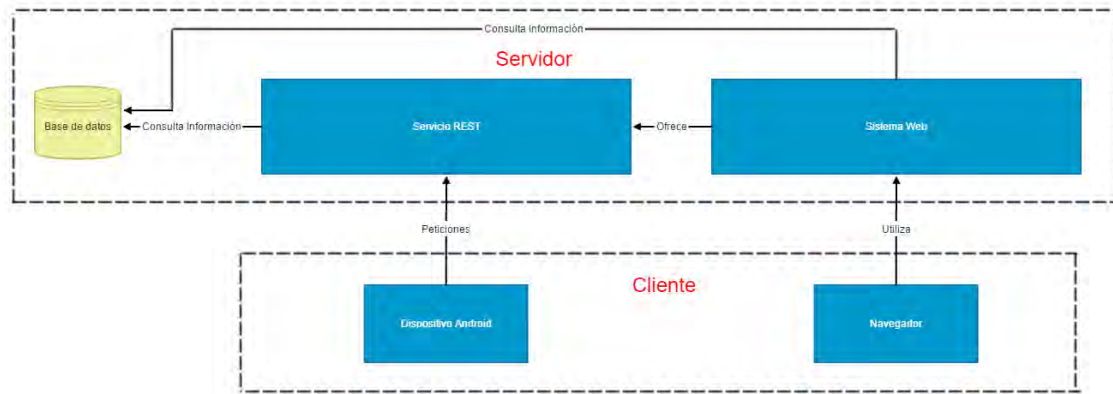 Consulta información
Servidor
Base de datos
Consulta Información
Servicio REST
Ofrece
Sistema Web
Peticiones
Utiliza
Cliente
Dispositivo Android
Navegador